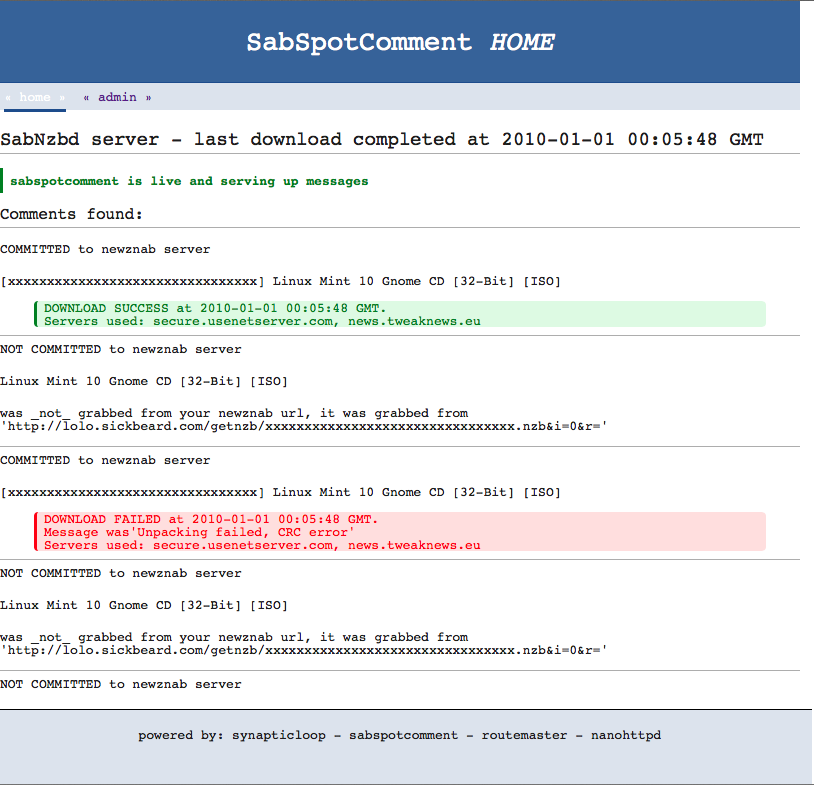 SabSpotComment HOME
« home »  « admin »
SabNzbd server - last download completed at 2010-01-01 00:05:48 GMT
sabspotcomment is live and serving up messages
Comments found:
COMMITTED to newznab server
[xxxxxxxxxxxxxxxxxxxxxxxxxxxxxxxx] Linux Mint 10 Gnome CD [32-Bit] [ISO]
DOWNLOAD SUCCESS at 2010-01-01 00:05:48 GMT.
Servers used: secure.usenetserver.com, news.tweaknews.eu
NOT COMMITTED to newznab server
Linux Mint 10 Gnome CD [32-Bit] [ISO]
was _not_ grabbed from your newznab url, it was grabbed from
'http://lolo.sickbeard.com/getnzb/xxxxxxxxxxxxxxxxxxxxxxxxxxxxxxxx.nzb&i=0&r='
COMMITTED to newznab server
[xxxxxxxxxxxxxxxxxxxxxxxxxxxxxxxx] Linux Mint 10 Gnome CD [32-Bit] [ISO]
DOWNLOAD FAILED at 2010-01-01 00:05:48 GMT.
Message was'Unpacking failed, CRC error'
Servers used: secure.usenetserver.com, news.tweaknews.eu
NOT COMMITTED to newznab server
Linux Mint 10 Gnome CD [32-Bit] [ISO]
was _not_ grabbed from your newznab url, it was grabbed from
'http://lolo.sickbeard.com/getnzb/xxxxxxxxxxxxxxxxxxxxxxxxxxxxxxxx.nzb&i=0&r='
NOT COMMITTED to newznab server
powered by: synapticloop - sabspotcomment - routemaster - nanohttpd